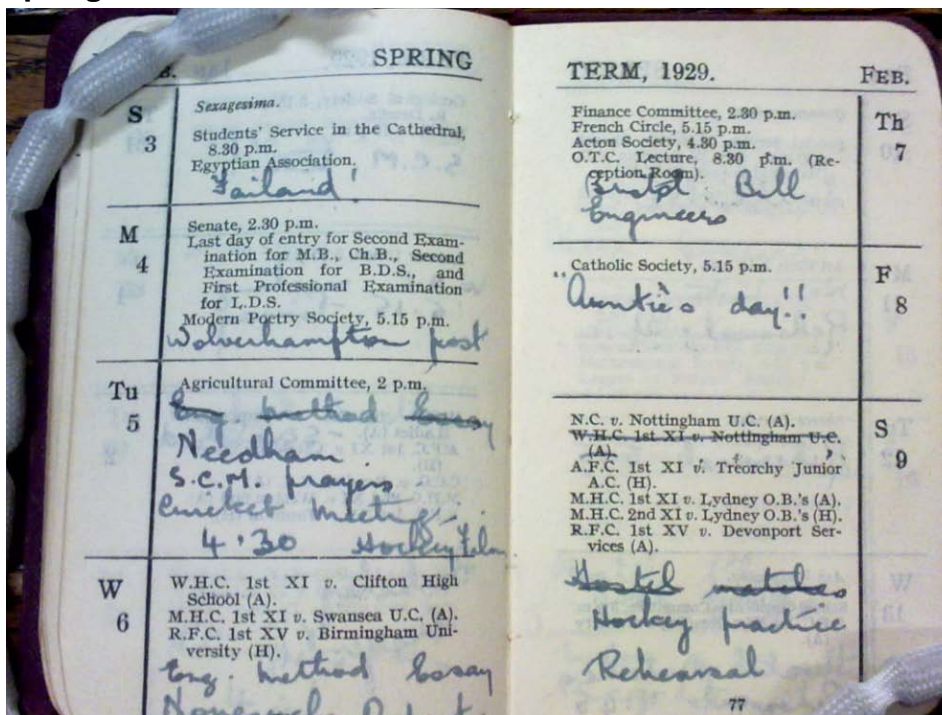 SPRING
S
3
Sexagesima.
Students' Service in the Cathedral,
8.30 p.m.
Egyptian Association.
Failand!
M
4
Senate, 2.30 p.m.
Last day of entry for Second Exam-
ination for M.B., Ch.B., Second
Examination for B.D.S., and
First Professional Examination
for L.D.S.
Modern Poetry Society, 5.15 p.m.
Wolverhampton post
Tu
5
Agricultural Committee, 2 p.m.
Eng. method Essay
Needham
S.C.M. prayers
Cricket meeting
4.30 Hockey Film
W
6
W.H.C. 1st XI v. Clifton High
School (A).
M.H.C. 1st XI v. Swansea U.C. (A).
R.F.C. 1st XV v. Birmingham Uni-
versity (H).
Eng. method Essay
TERM, 1929.
FEB.
Th
7
Finance Committee, 2.30 p.m.
French Circle, 5.15 p.m.
Acton Society, 4.30 p.m.
O.T.C. Lecture, 8.30 p.m. (Re-
ception Room).
Bristol Bill
Engineers
F
8
Catholic Society, 5.15 p.m.
Auntie's day!!
S
9
N.C. v. Nottingham U.C. (A).
W.H.C. 1st XI v. Nottingham U.C.
(A).
A.F.C. 1st XI v. Treorchy Junior
A.C. (H).
M.H.C. 1st XI v. Lydney O.B.'s (A).
M.H.C. 2nd XI v. Lydney O.B.'s (H).
R.F.C. 1st XV v. Devonport Ser-
vices (A).
Hostel matches
Hockey practice
Rehearsal
77